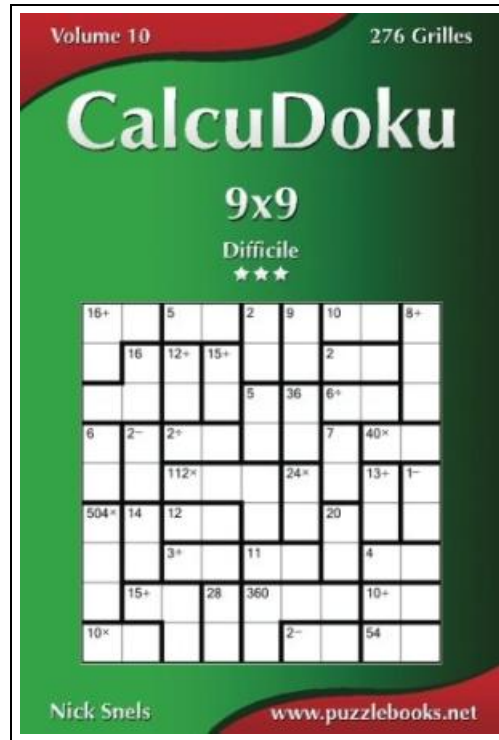 Volume 10 276 Grilles
CalcuDoku
9x9
Difficile
16+ 5 2 9 10 8+
16 12÷ 15+ 2
5 36 6÷
6 2− 2÷ 7 40×
112× 24× 13+ 1−
504× 14 12 20
3÷ 11 4
15+ 28 360 10+
10× 2− 54
Nick Snels www.puzzlebooks.net